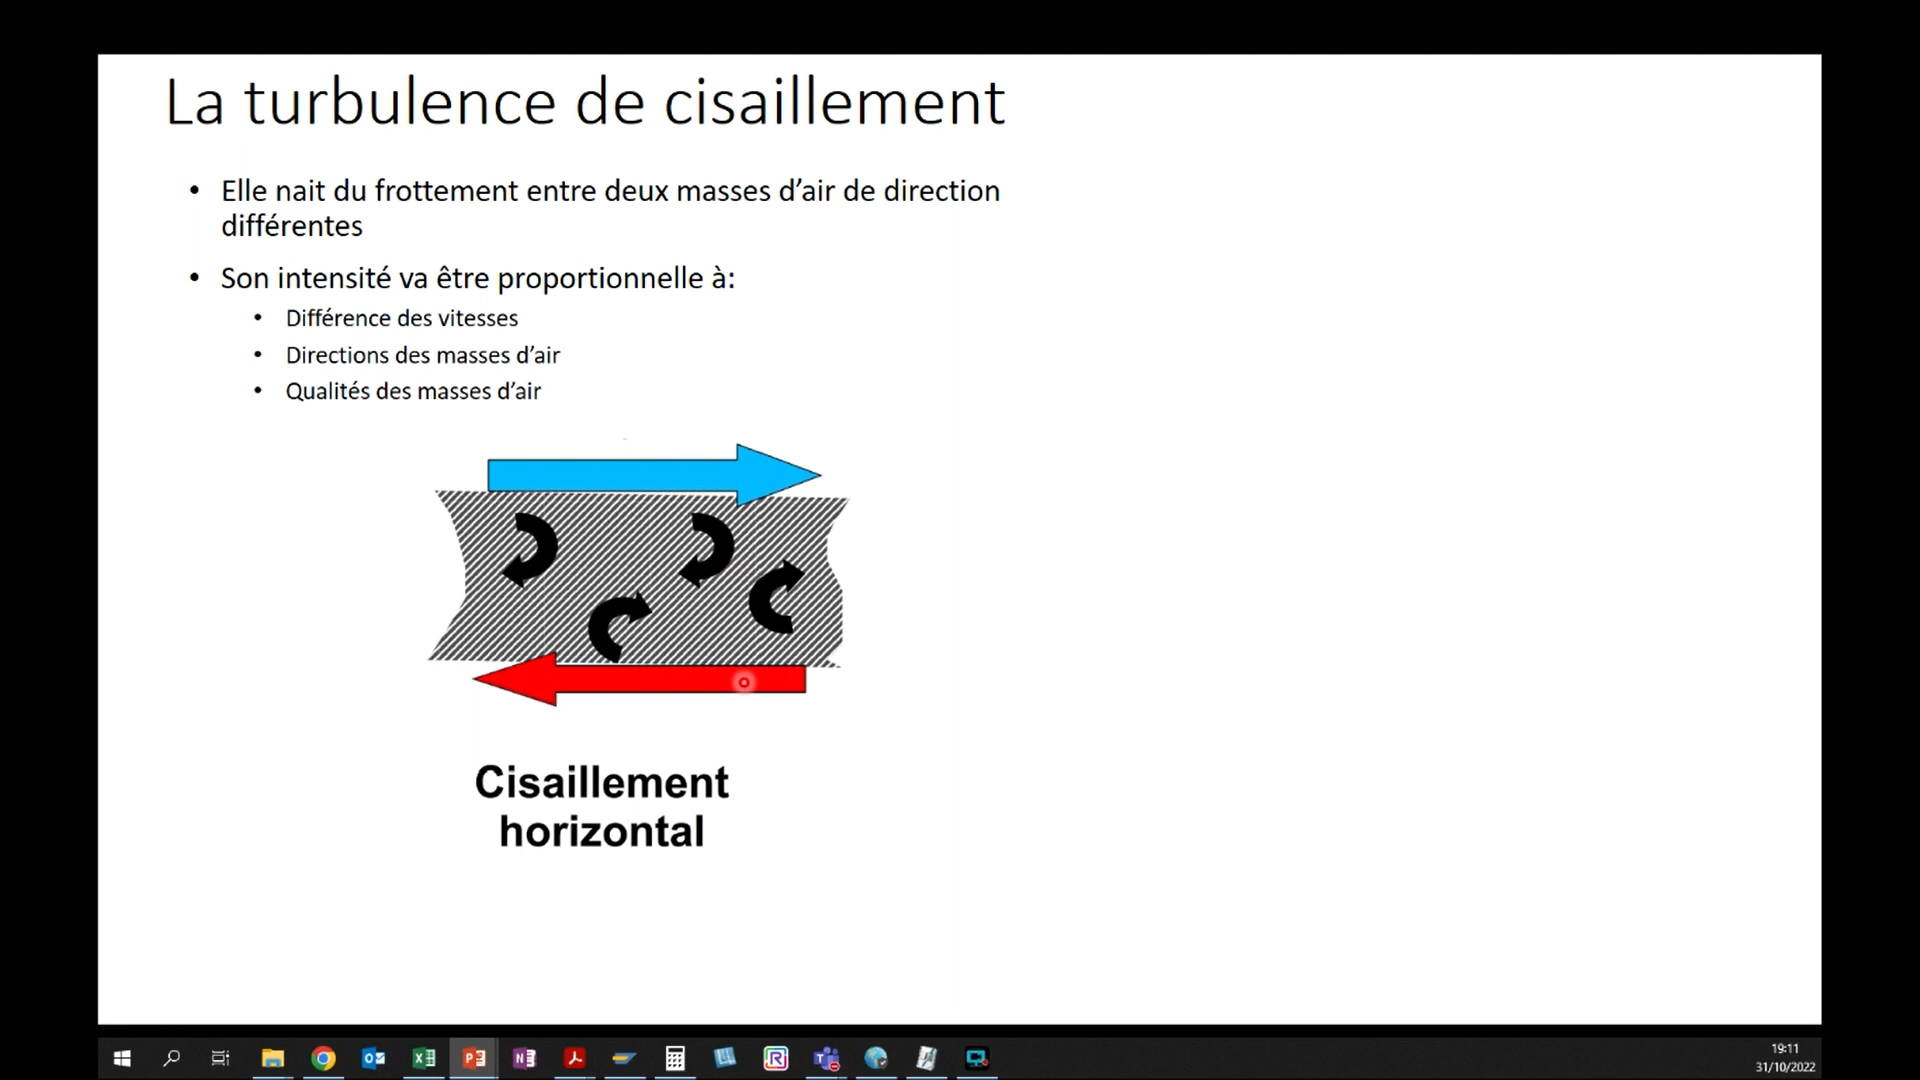 La turbulence de cisaillement
• Elle nait du frottement entre deux masses d’air de direction
différentes
• Son intensité va être proportionnelle à:
• Différence des vitesses
• Directions des masses d’air
• Qualités des masses d’air
Cisaillement
horizontal
19:11
31/10/2022